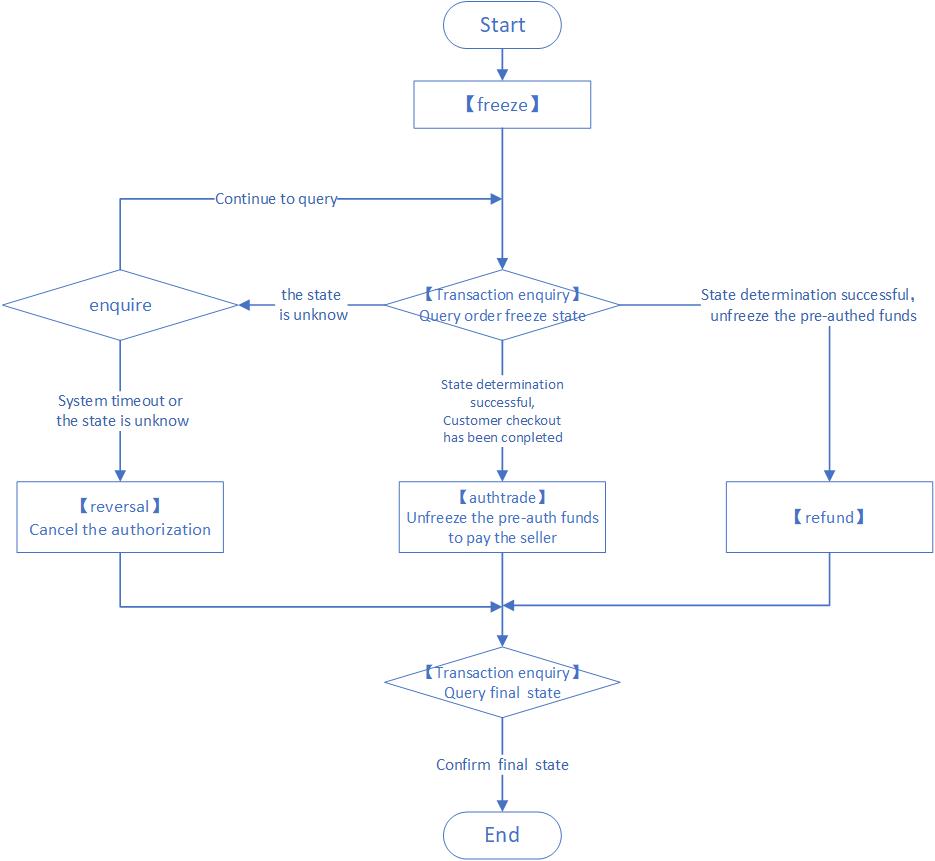 Start
【freeze】
Continue to query
enquire
the state
is unknow
【Transaction enquiry】
Query order freeze state
State determination successful,
unfreeze the pre-authed funds
System timeout or
the state is unknow
State determination
successful,
Customer checkout
has been conpleted
【reversal】
Cancel the authorization
【authtrade】
Unfreeze the pre-auth funds
to pay the seller
【refund】
【Transaction enquiry】
Query final state
Confirm final state
End